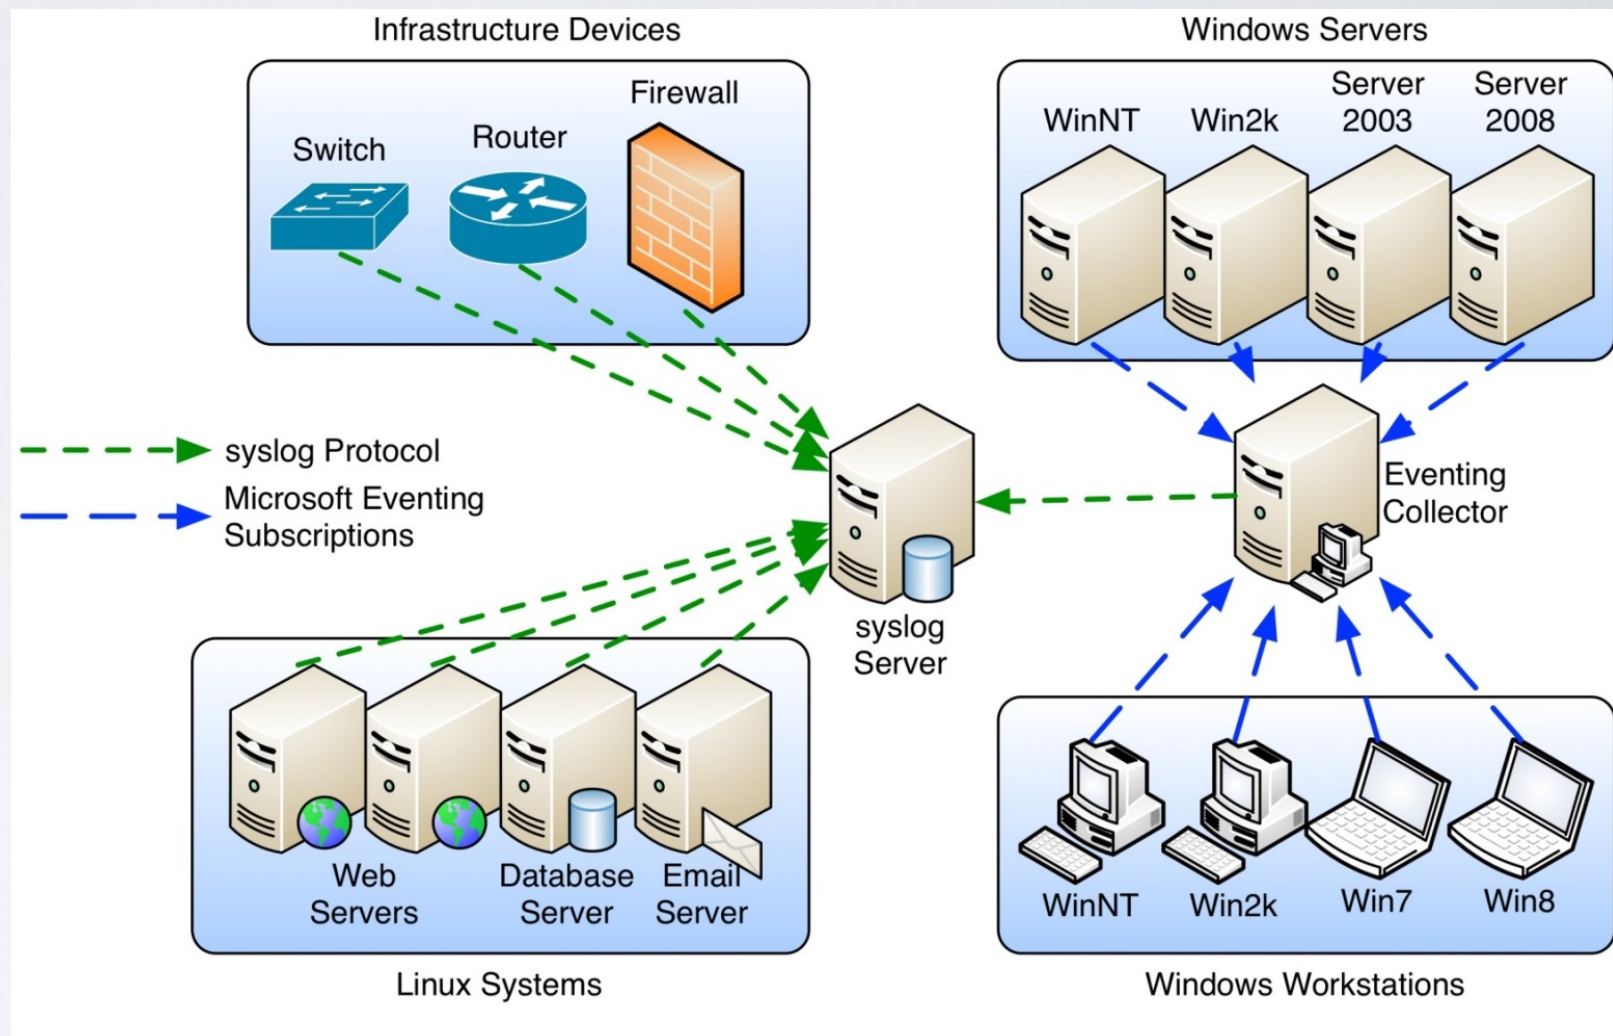 Infrastructure Devices
Switch
Router
Firewall
Windows Servers
WinNT
Win2k
Server
2003
Server
2008
syslog Protocol
Microsoft Eventing
Subscriptions
syslog
Server
Eventing
Collector
Web
Servers
Database
Server
Email
Server
Linux Systems
WinNT
Win2k
Win7
Win8
Windows Workstations